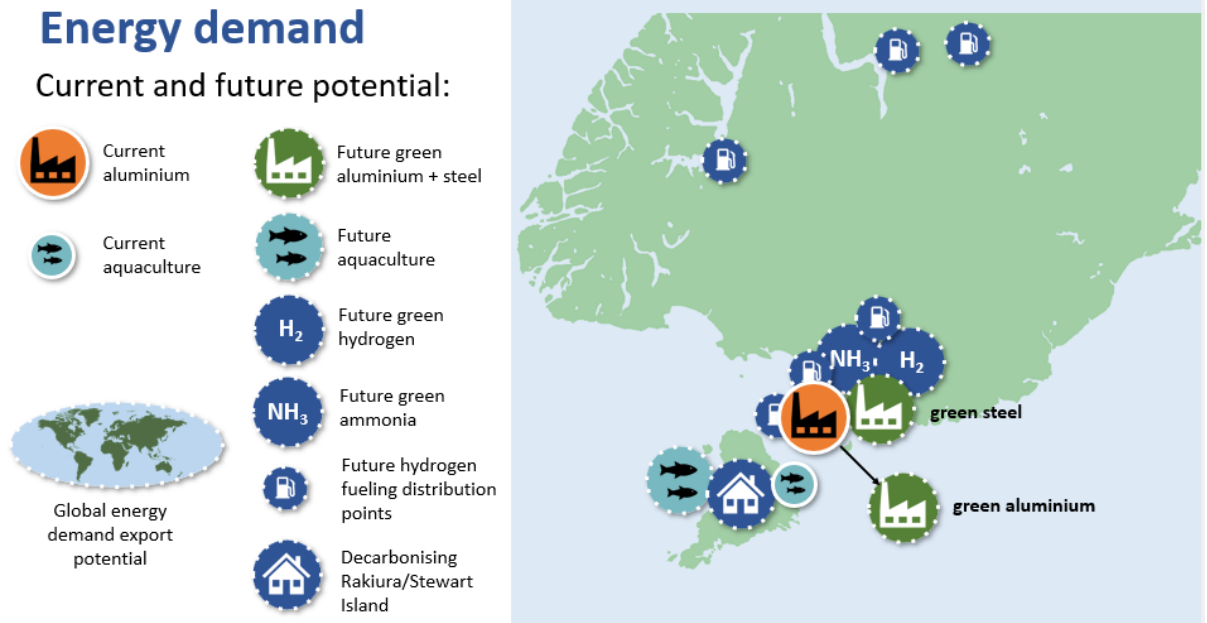 Energy demand
Current and future potential:
Current
aluminium
Future green
aluminium + steel
Current
aquaculture
Future
aquaculture
H₂
Future green
hydrogen
NH₃
Future green
ammonia
Future hydrogen
fueling distribution
points
Global energy
demand export
potential
Decarbonising
Rakiura/Stewart
Island
NH₃
H₂
green steel
green aluminium